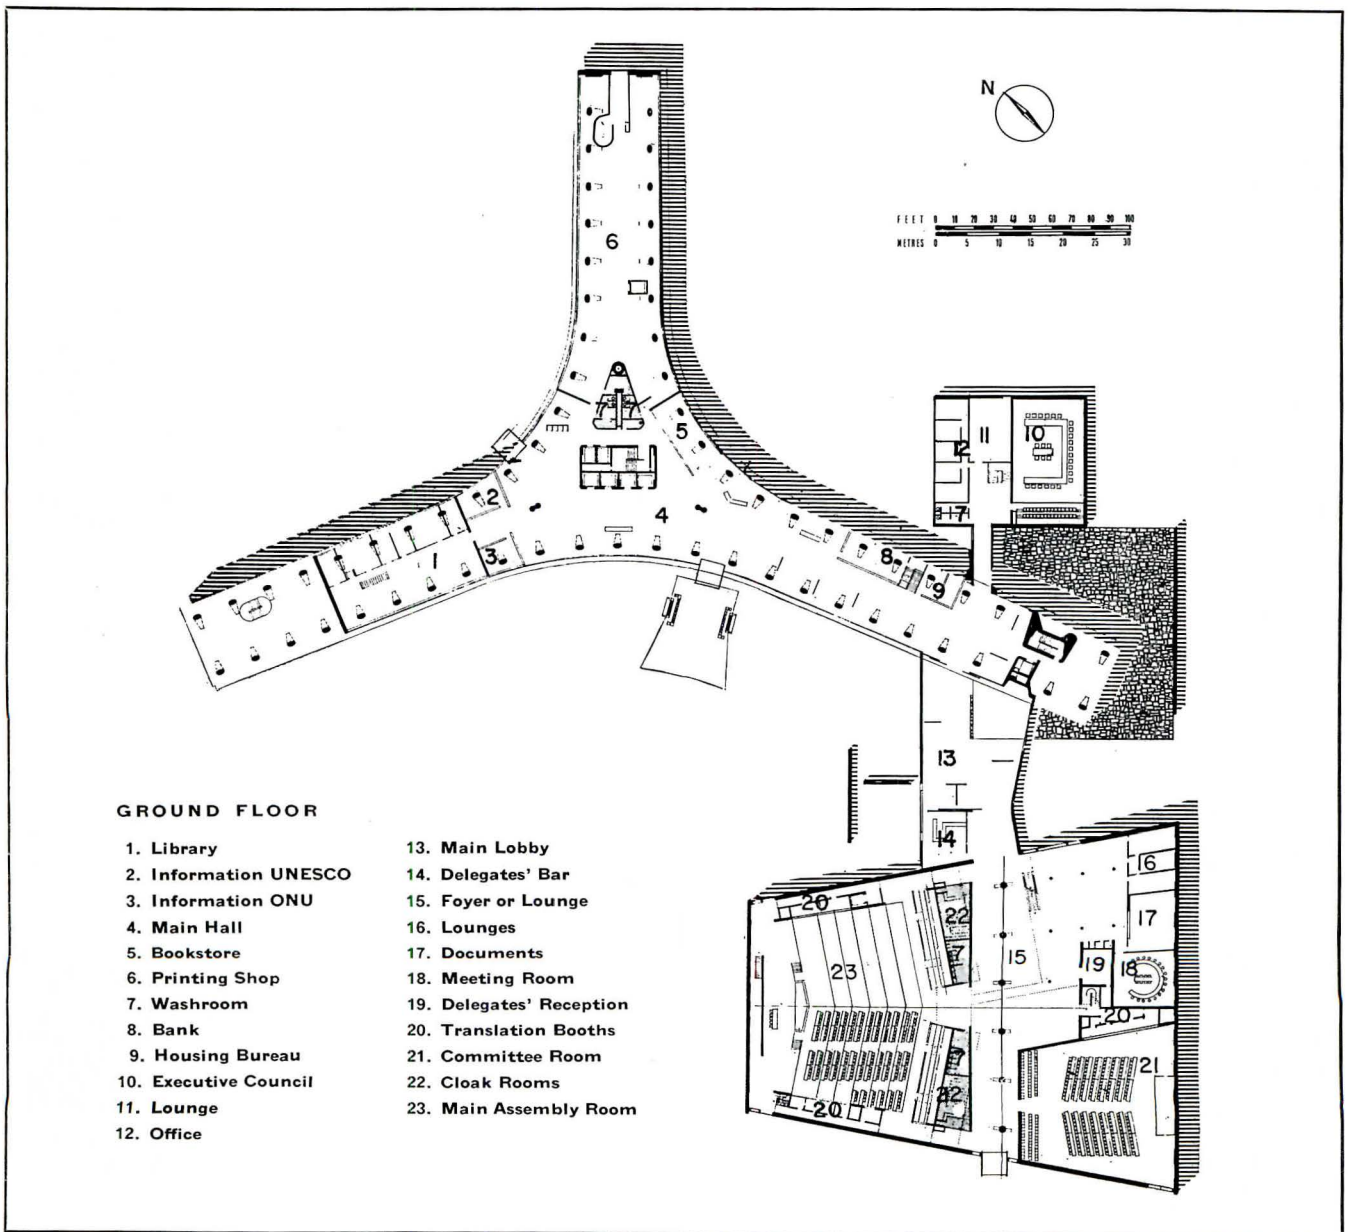 N
FEET 0 10 20 30 40 50 60 70 80 90 100
METRES 0 5 10 15 20 25 30
6
7 7
5
11 10
12
2
4
7
8
1 3
9
13
14
16
20 22
17
7
15
23 19 18
20
7
21
22
20
GROUND FLOOR
1. Library
2. Information UNESCO
3. Information ONU
4. Main Hall
5. Bookstore
6. Printing Shop
7. Washroom
8. Bank
9. Housing Bureau
10. Executive Council
11. Lounge
12. Office
13. Main Lobby
14. Delegates' Bar
15. Foyer or Lounge
16. Lounges
17. Documents
18. Meeting Room
19. Delegates' Reception
20. Translation Booths
21. Committee Room
22. Cloak Rooms
23. Main Assembly Room